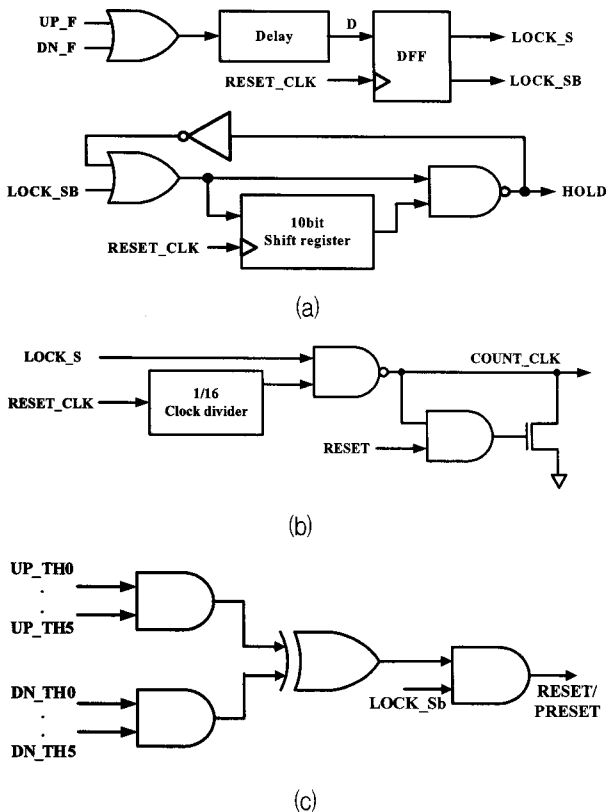 UP_F
DN_F
Delay
D
DFF
LOCK_S
LOCK_SB
RESET_CLK
LOCK_SB
HOLD
10bit
Shift register
RESET_CLK
(a)
LOCK_S
COUNT_CLK
RESET_CLK
1/16
Clock divider
RESET
(b)
UP_TH0
.
.
UP_TH5
DN_TH0
.
.
DN_TH5
LOCK_Sb
RESET/
PRESET
(c)